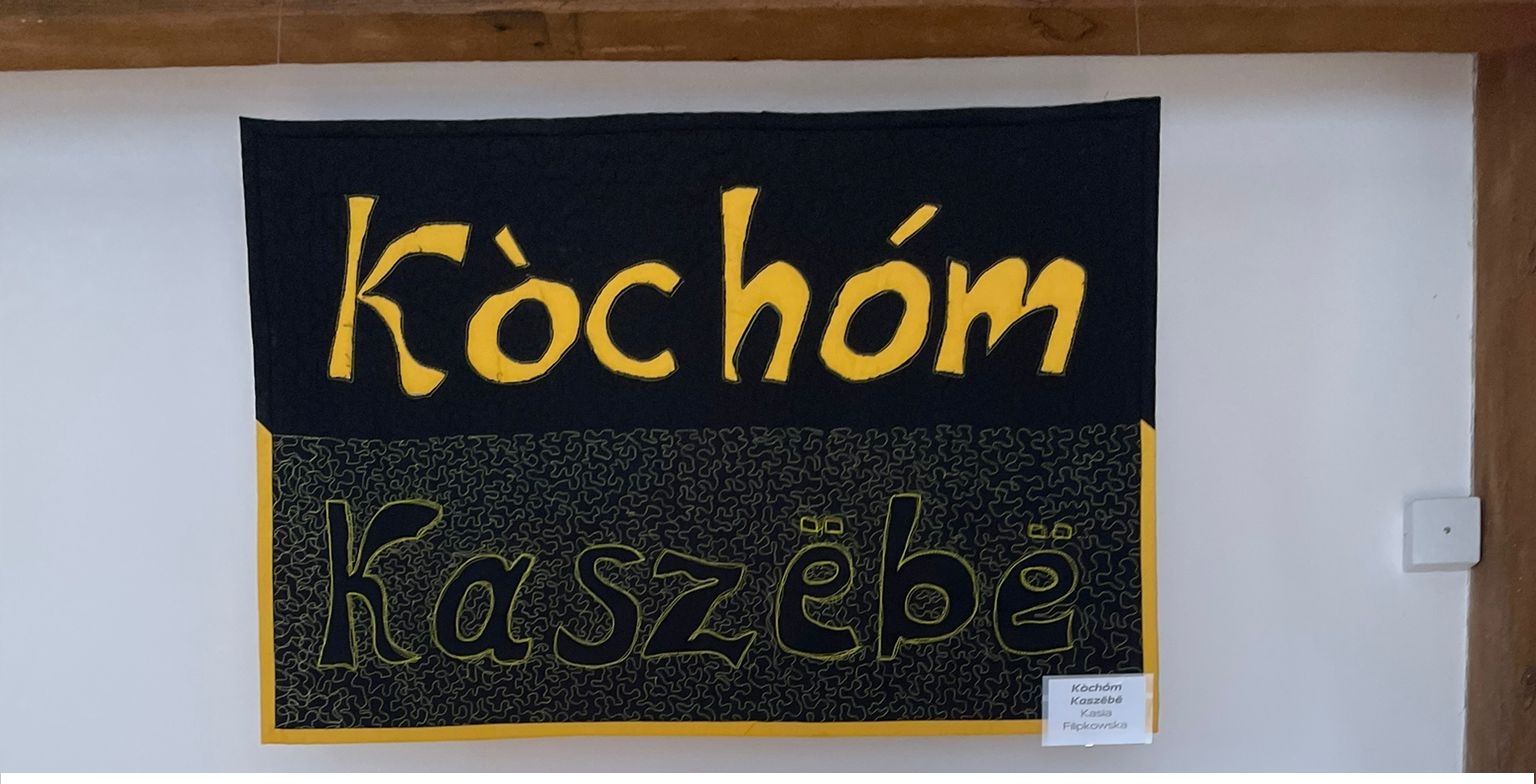 Kòchóm
Kaszëbë
Kòchóm
Kaszëbë
Kasia
Filipkowska